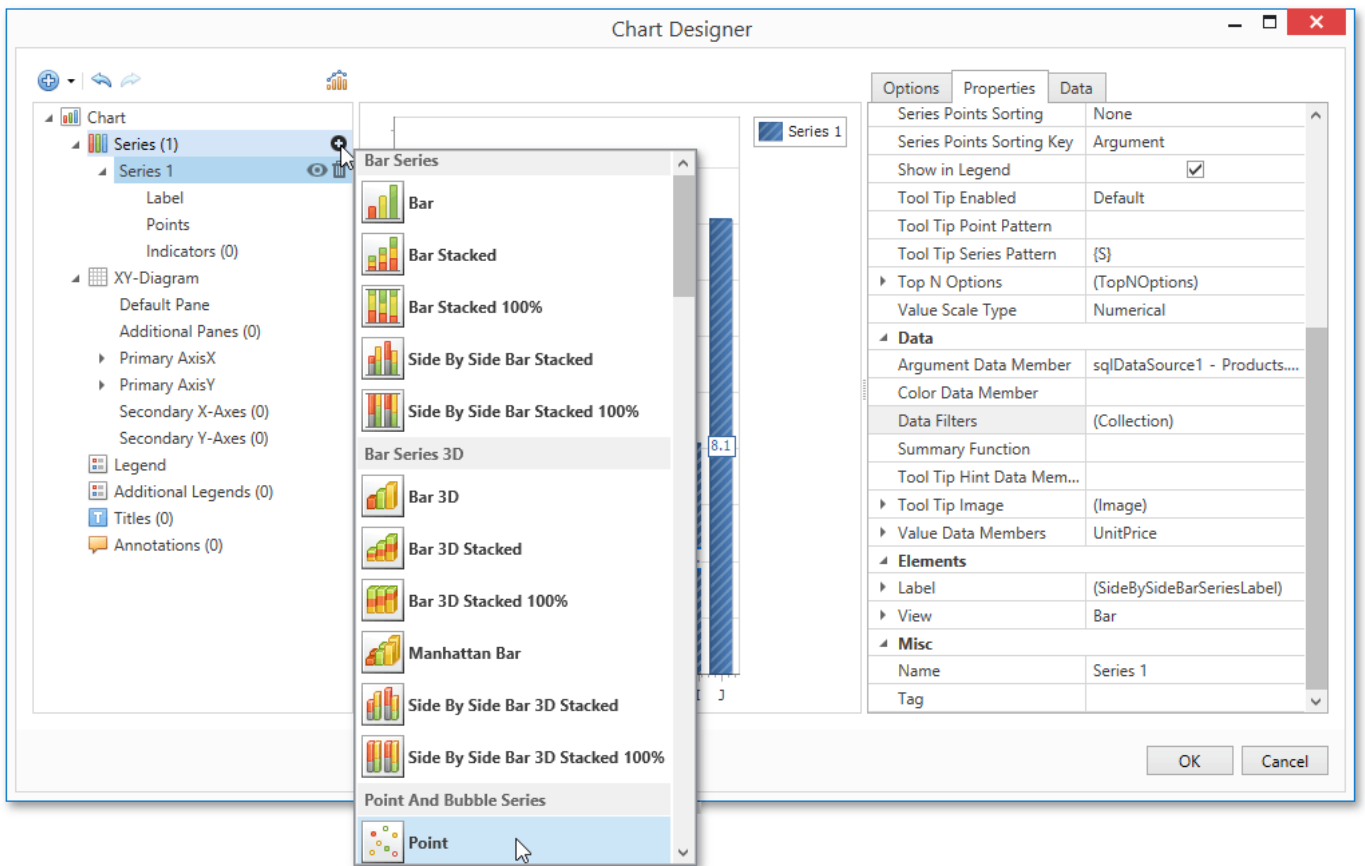 Chart Designer
Chart
Series (1)
Series 1
Label
Points
Indicators (0)
XY-Diagram
Default Pane
Additional Panes (0)
Primary AxisX
Primary AxisY
Secondary X-Axes (0)
Secondary Y-Axes (0)
Legend
Additional Legends (0)
Titles (0)
Annotations (0)
Bar Series
Bar
Bar Stacked
Bar Stacked 100%
Side By Side Bar Stacked
Side By Side Bar Stacked 100%
Bar Series 3D
Bar 3D
Bar 3D Stacked
Bar 3D Stacked 100%
Manhattan Bar
Side By Side Bar 3D Stacked
Side By Side Bar 3D Stacked 100%
Point And Bubble Series
Point
Series 1
8.1
J
Options Properties Data
Series Points Sorting None
Series Points Sorting Key Argument
Show in Legend
Tool Tip Enabled Default
Tool Tip Point Pattern
Tool Tip Series Pattern {S}
Top N Options (TopNOptions)
Value Scale Type Numerical
Data
Argument Data Member sqlDataSource1 - Products....
Color Data Member
Data Filters (Collection)
Summary Function
Tool Tip Hint Data Mem...
Tool Tip Image (Image)
Value Data Members UnitPrice
Elements
Label (SideBySideBarSeriesLabel)
View Bar
Misc
Name Series 1
Tag
OK Cancel